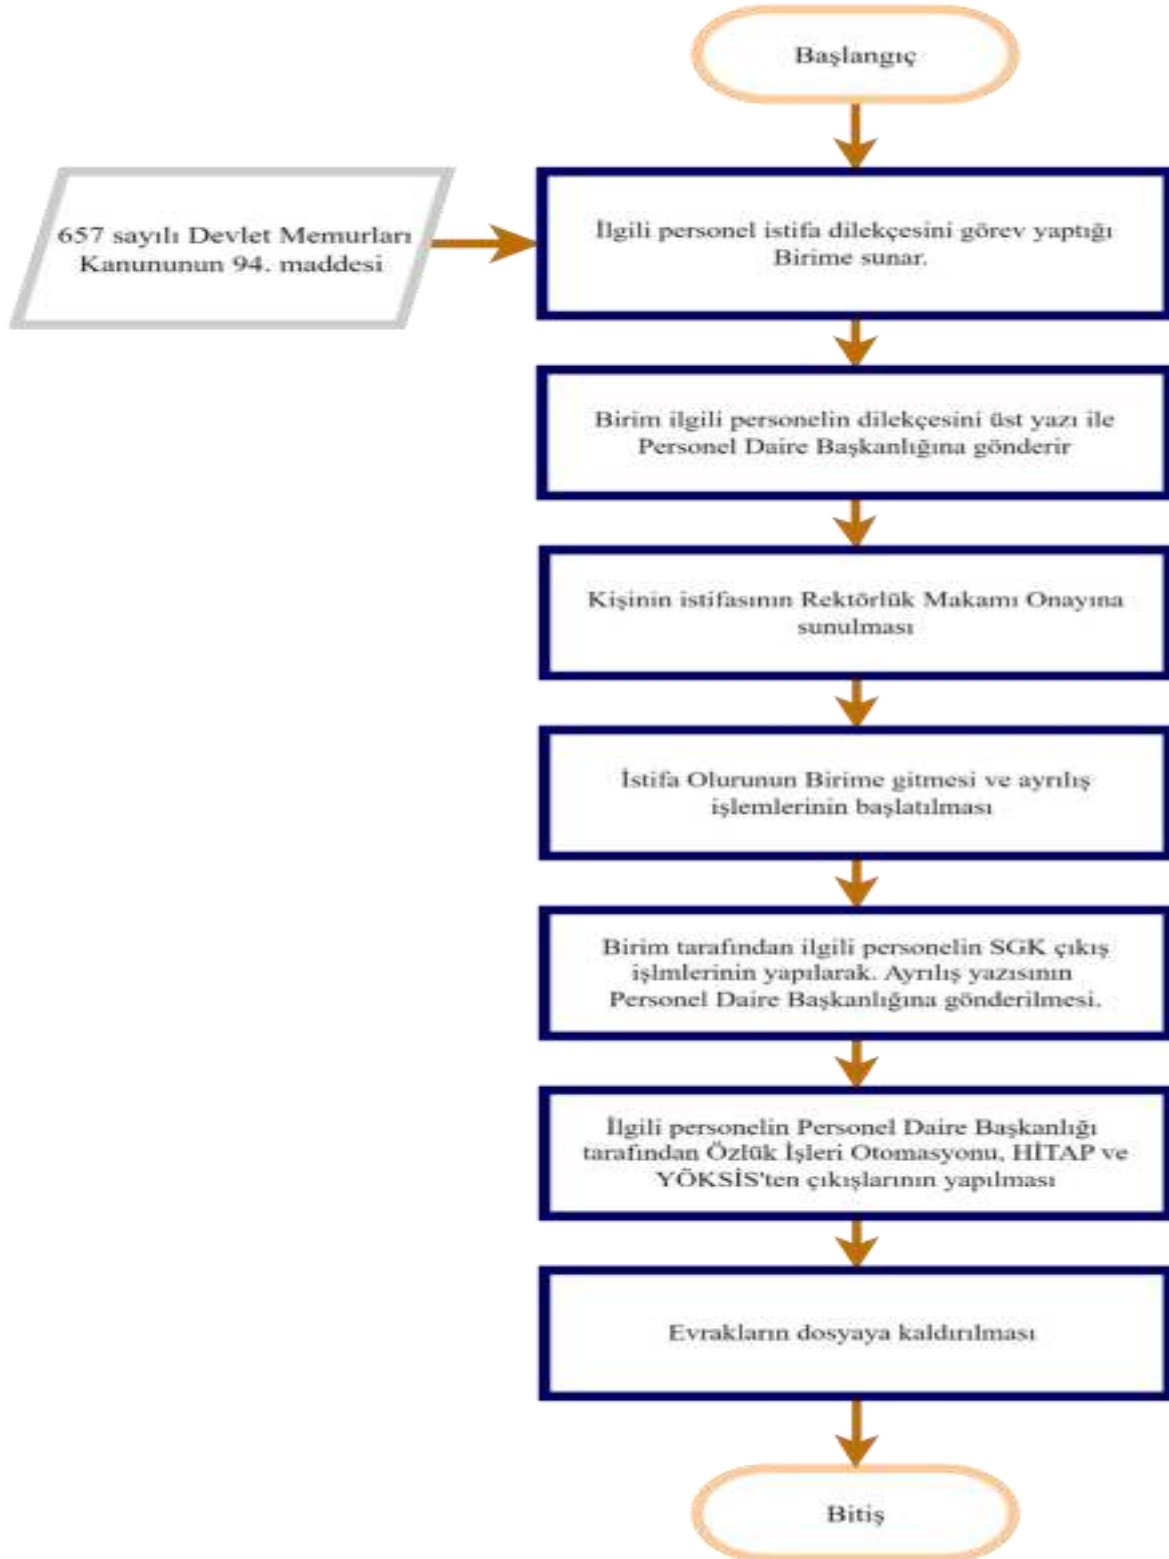 Başlangıç
657 sayılı Devlet Memurları
Kanununun 94. maddesi
İlgili personel istifa dilekçesini görev yaptığı
Birime sunar.
Birim ilgili personelin dilekçesini üst yazı ile
Personel Daire Başkanlığına gönderir
Kişinin istifasının Rektörlük Makamı Onayına
sunulması
İstifa Olurunun Birime gitmesi ve ayrılış
işlemlerinin başlatılması
Birim tarafından ilgili personelin SGK çıkış
işlmlerinin yapılarak. Ayrılış yazısının
Personel Daire Başkanlığına gönderilmesi.
İlgili personelin Personel Daire Başkanlığı
tarafından Özlük İşleri Otomasyonu, HİTAP ve
YÖKSİS'ten çıkışlarının yapılması
Evrakların dosyaya kaldırılması
Bitiş